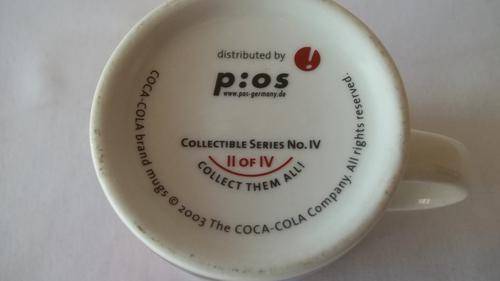 distributed by
!
p:os
www.pos-germany.de
COLLECTIBLE SERIES NO. IV
II OF IV
COLLECT THEM ALL!
COCA-COLA brand mugs © 2003 The COCA-COLA Company. All rights reserved.